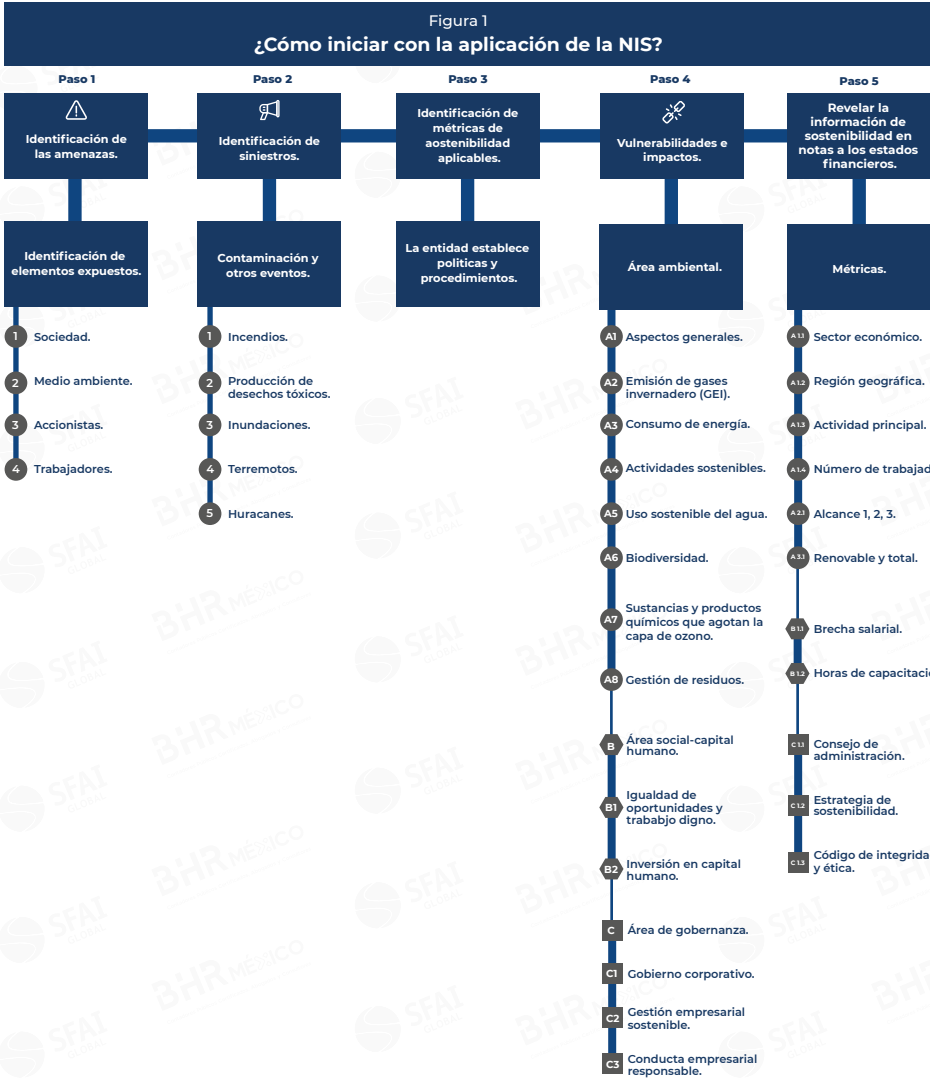 Figura 1
¿Cómo iniciar con la aplicación de la NIS?
Paso 1
Identificación de
las amenazas.
Identificación de
elementos expuestos.
1 Sociedad.
2 Medio ambiente.
3 Accionistas.
4 Trabajadores.
Paso 2
Identificación de
siniestros.
Contaminación y
otros eventos.
1 Incendios.
2 Producción de
desechos tóxicos.
3 Inundaciones.
4 Terremotos.
5 Huracanes.
Paso 3
Identificación de
métricas de
aostenibilidad
aplicables.
La entidad establece
politicas y
procedimientos.
Paso 4
Vulnerabilidades e
impactos.
Área ambiental.
A1 Aspectos generales.
A2 Emisión de gases
invernadero (GEI).
A3 Consumo de energía.
A4 Actividades sostenibles.
A5 Uso sostenible del agua.
A6 Biodiversidad.
A7 Sustancias y productos
químicos que agotan la
capa de ozono.
A8 Gestión de residuos.
B Área social-capital
humano.
B1 Igualdad de
oportunidades y
trababjo digno.
B2 Inversión en capital
humano.
C Área de gobernanza.
C1 Gobierno corporativo.
C2 Gestión empresarial
sostenible.
C3 Conducta empresarial
responsable.
Paso 5
Revelar la
información de
sostenibilidad en
notas a los estados
financieros.
Métricas.
A 1.1 Sector económico.
A 1.2 Región geográfica.
A 1.3 Actividad principal.
A 1.4 Número de trabajad
A 2.1 Alcance 1, 2, 3.
A 3.1 Renovable y total.
B 1.1 Brecha salarial.
B 1.2 Horas de capacitaci
C 1.1 Consejo de
administración.
C 1.2 Estrategia de
sostenibilidad.
C 1.3 Código de integrida
y ética.
SFAI
GLOBAL
BHR MÉXICO